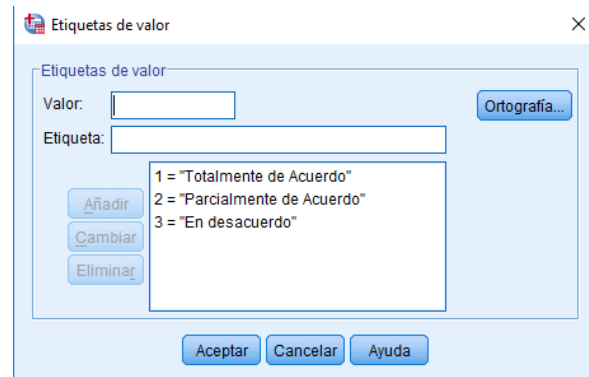 Etiquetas de valor
Etiquetas de valor
Valor:
Ortografía...
Etiqueta:
1 = "Totalmente de Acuerdo"
2 = "Parcialmente de Acuerdo"
3 = "En desacuerdo"
Añadir
Cambiar
Eliminar
Aceptar Cancelar Ayuda